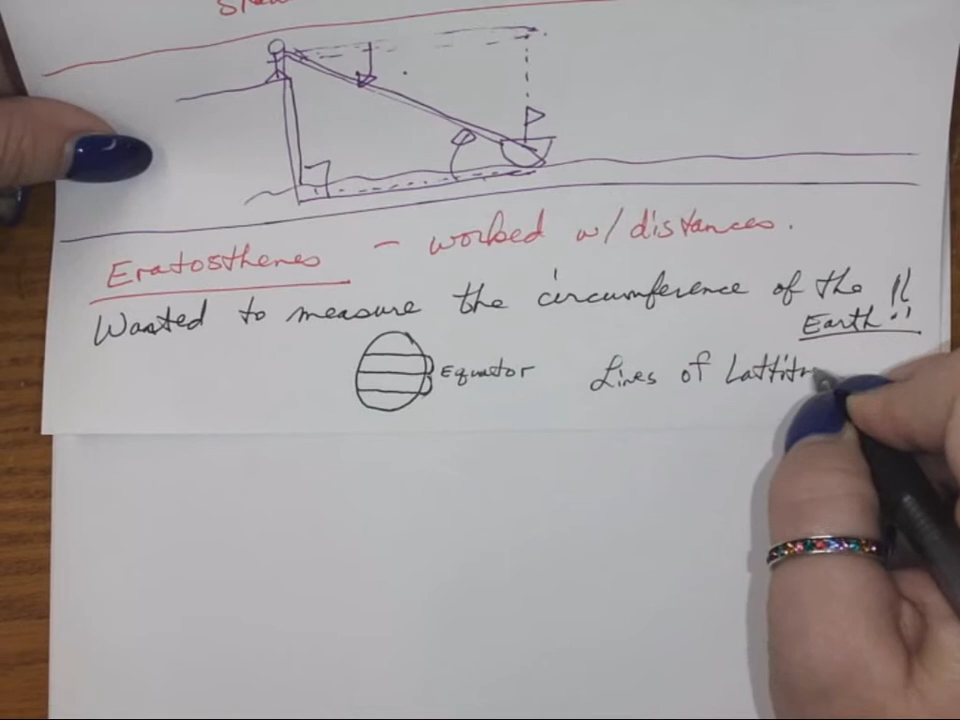 Eratosthenes - worked w/ distances.
Wanted to measure the circumference of the
Earth!!
Equator
Lines of Lattitu